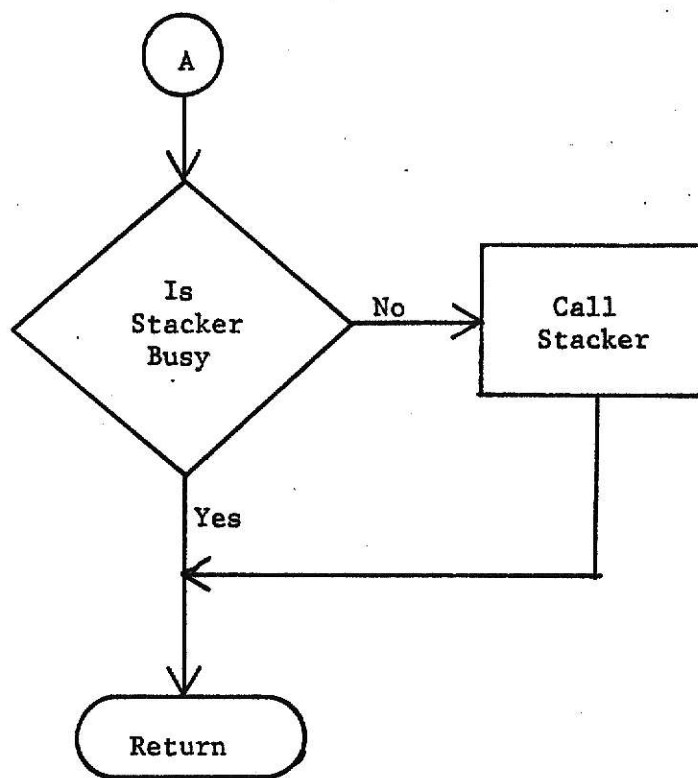 A
Is
Stacker
Busy
No
Call
Stacker
Yes
Return